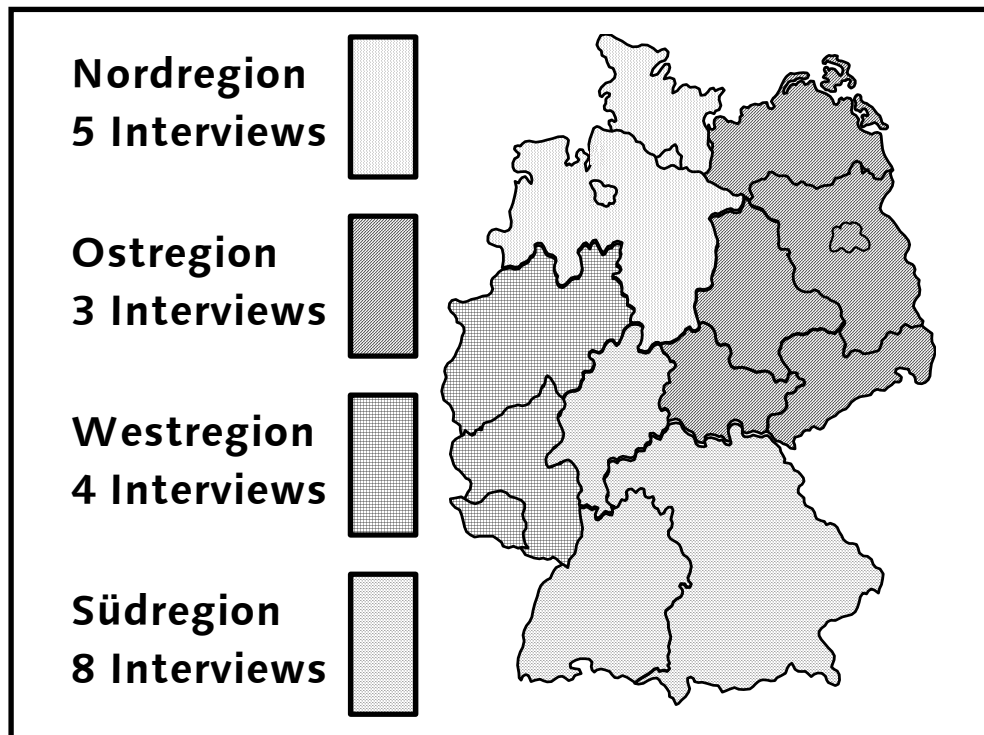 Nordregion
5 Interviews
Ostregion
3 Interviews
Westregion
4 Interviews
Südregion
8 Interviews